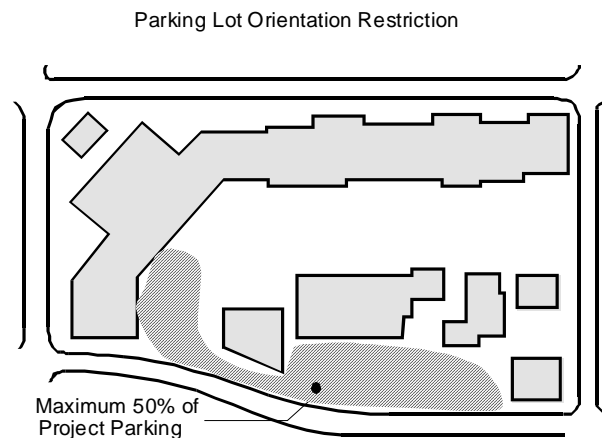 Parking Lot Orientation Restriction
Maximum 50% of
Project Parking